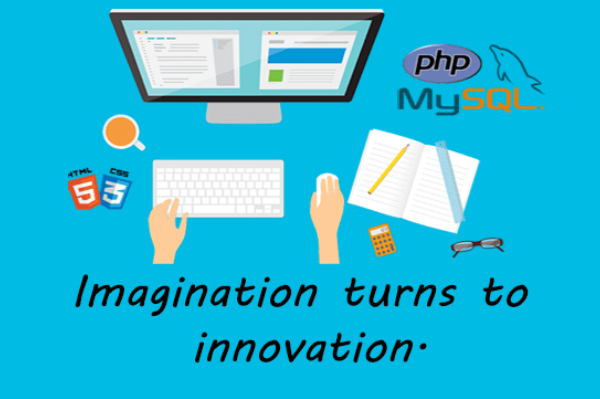 php
MySQL
HTML
CSS
5
3
Imagination turns to
innovation.